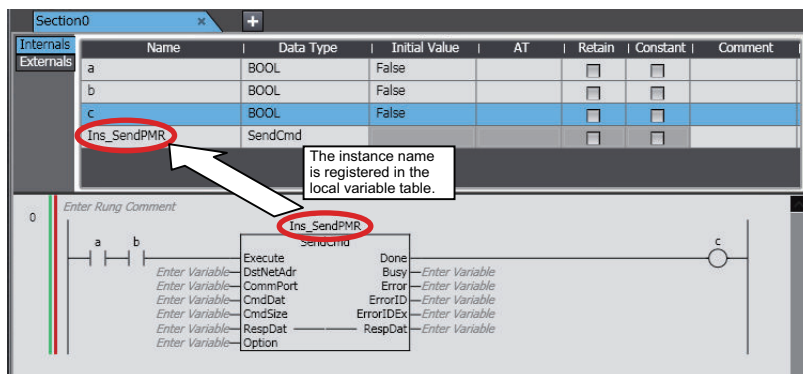 Section0 × +
Internals Name Data Type Initial Value AT Retain Constant Comment
Externals
a BOOL False
b BOOL False
c BOOL False
Ins_SendPMR SendCmd
The instance name
is registered in the
local variable table.
0 Enter Rung Comment
Ins_SendPMR
a b SendCmd c
Execute Done
Enter Variable DstNetAdr Busy Enter Variable
Enter Variable CommPort Error Enter Variable
Enter Variable CmdDat ErrorID Enter Variable
Enter Variable CmdSize ErrorIDEx Enter Variable
Enter Variable RespDat RespDat Enter Variable
Enter Variable Option